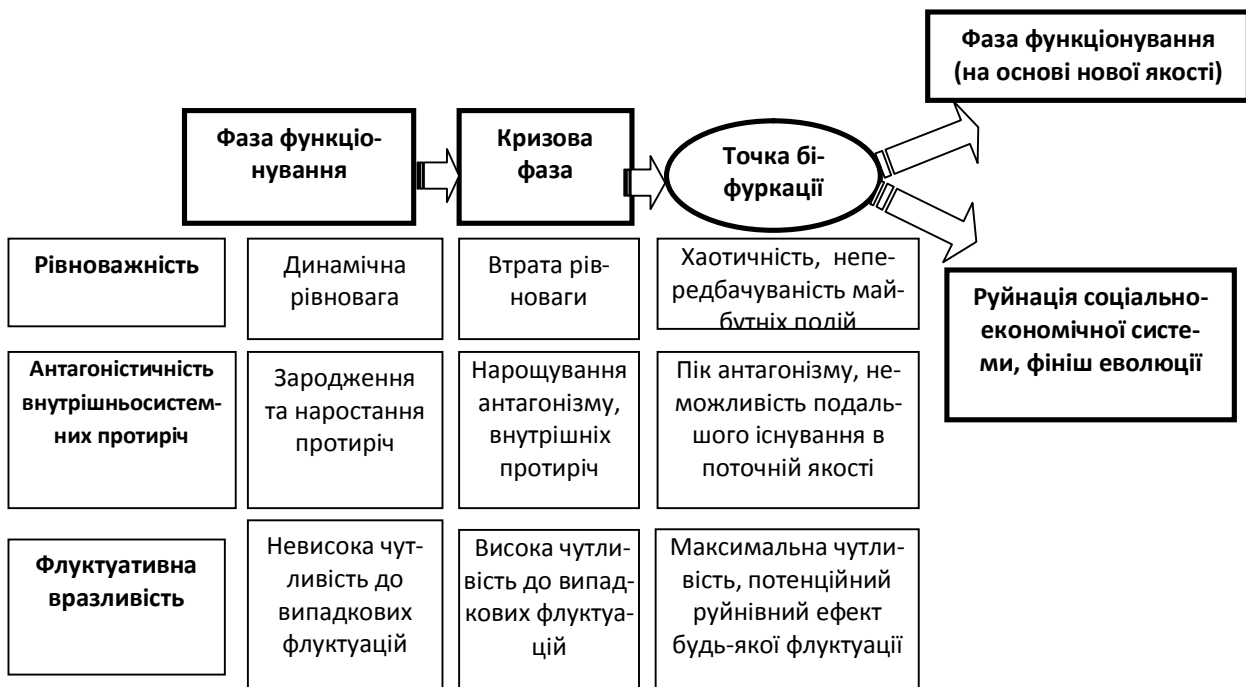 Фаза функціонування
(на основі нової якості)
Фаза функціо-
нування
Кризова
фаза
Точка бі-
фуркації
Руйнація соціально-
економічної систе-
ми, фініш еволюції
Рівноважність
Динамічна
рівновага
Втрата рів-
новаги
Хаотичність, непе-
редбачуваність май-
бутніх подій
Антагоністичність
внутрішньосистем-
них протиріч
Зародження
та наростання
протиріч
Нарощування
антагонізму,
внутрішніх
протиріч
Пік антагонізму, не-
можливість подаль-
шого існування в
поточній якості
Флуктуативна
вразливість
Невисока чут-
ливість до
випадкових
флуктуацій
Висока чутли-
вість до випад-
кових флуктуа-
цій
Максимальна чутли-
вість, потенційний
руйнівний ефект
будь-якої флуктуації